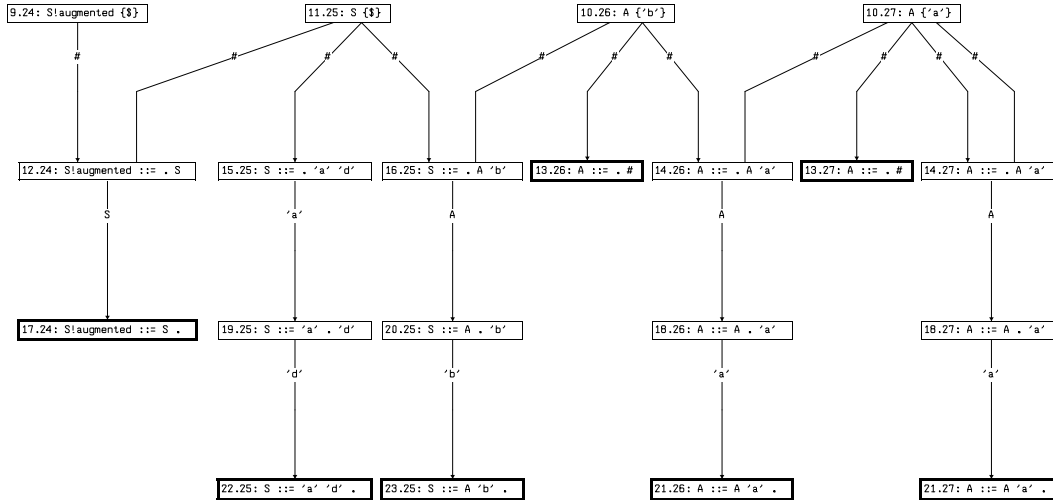 9.24: S!augmented {$}
11.25: S {$}
10.26: A {'b'}
10.27: A {'a'}
# # # # # # # # # # #
12.24: S!augmented ::= . S
15.25: S ::= . 'a' 'd'
16.25: S ::= . A 'b'
13.26: A ::= . #
14.26: A ::= . A 'a'
13.27: A ::= . #
14.27: A ::= . A 'a'
S 'a' A A A
17.24: S!augmented ::= S .
19.25: S ::= 'a' . 'd'
20.25: S ::= A . 'b'
18.26: A ::= A . 'a'
18.27: A ::= A . 'a'
'd' 'b' 'a' 'a'
22.25: S ::= 'a' 'd' .
23.25: S ::= A 'b' .
21.26: A ::= A 'a' .
21.27: A ::= A 'a' .